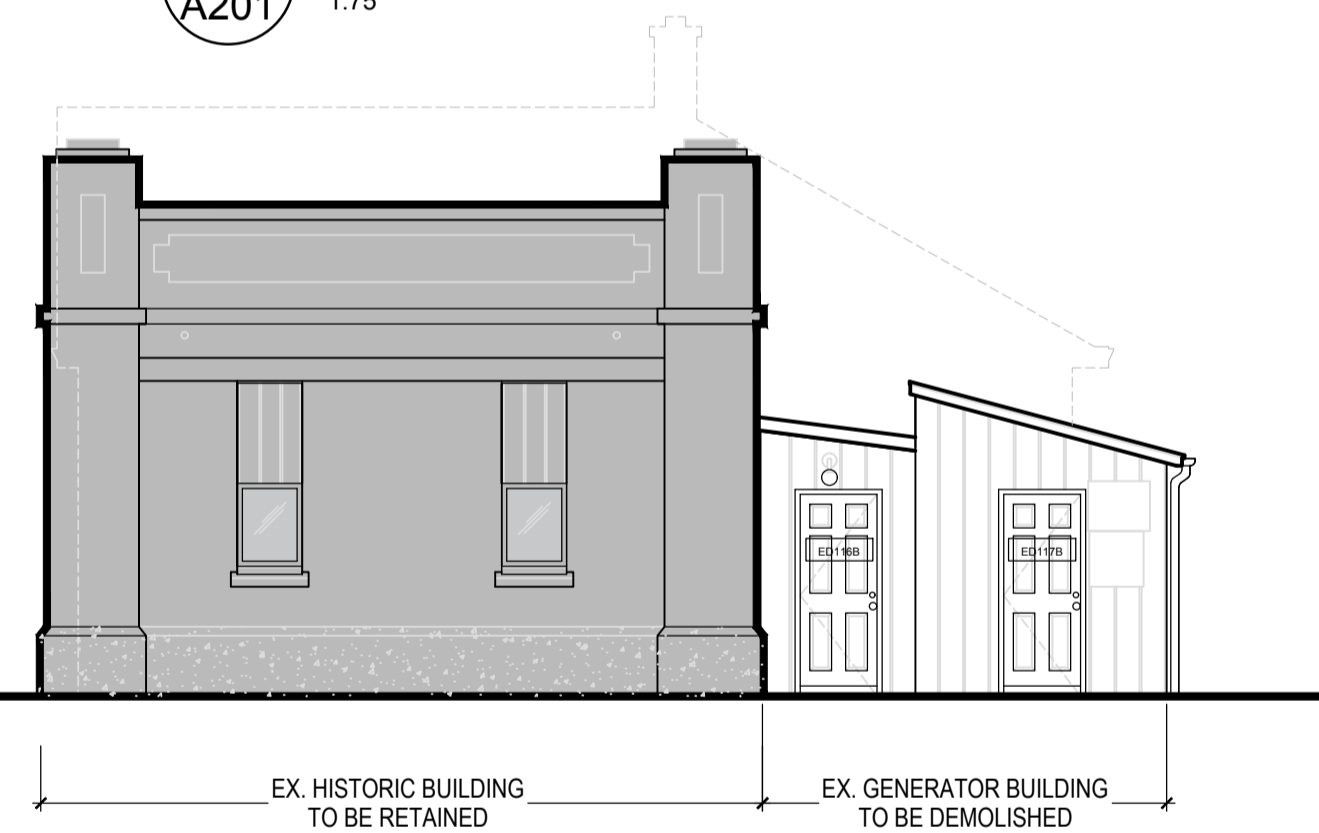 A201
1:75
ED116B
ED117B
EX. HISTORIC BUILDING
TO BE RETAINED
EX. GENERATOR BUILDING
TO BE DEMOLISHED